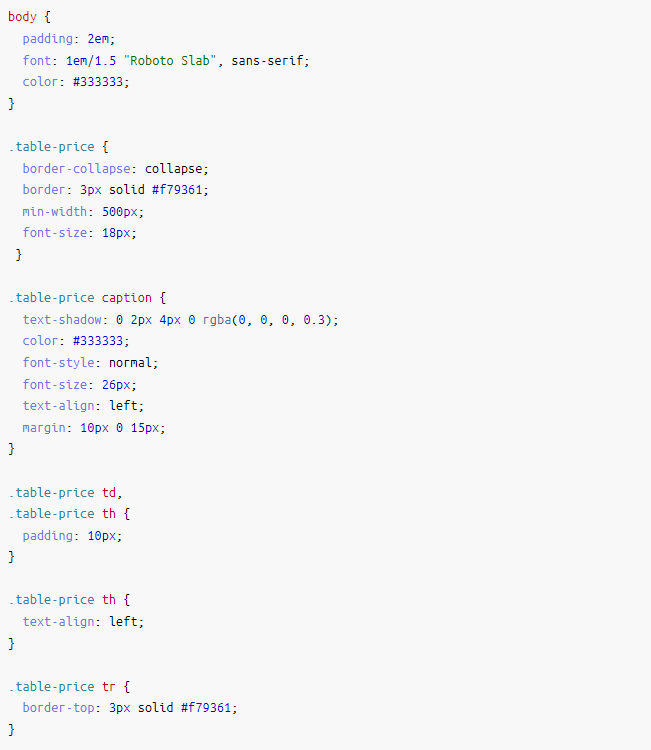 body {
  padding: 2em;
  font: 1em/1.5 "Roboto Slab", sans-serif;
  color: #333333;
}

.table-price {
  border-collapse: collapse;
  border: 3px solid #f79361;
  min-width: 500px;
  font-size: 18px;
 }

.table-price caption {
  text-shadow: 0 2px 4px 0 rgba(0, 0, 0, 0.3);
  color: #333333;
  font-style: normal;
  font-size: 26px;
  text-align: left;
  margin: 10px 0 15px;
}

.table-price td,
.table-price th {
  padding: 10px;
}

.table-price th {
  text-align: left;
}

.table-price tr {
  border-top: 3px solid #f79361;
}